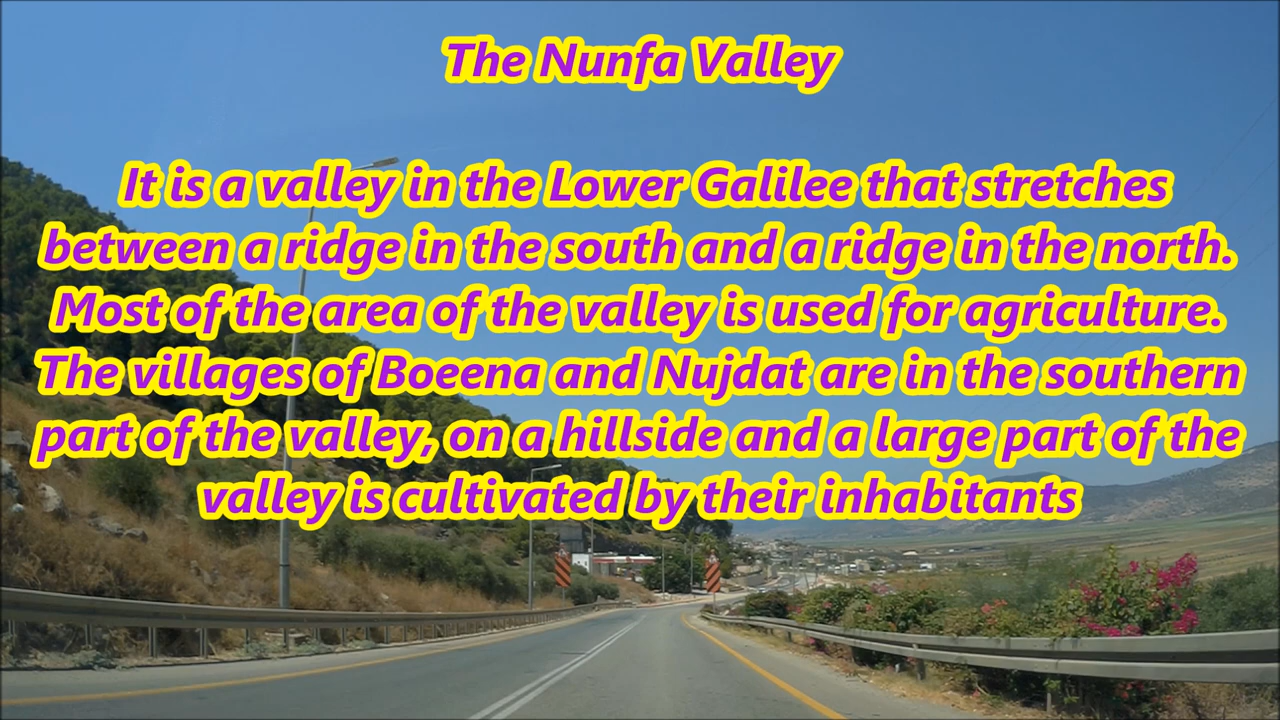 The Nunfa Valley
It is a valley in the Lower Galilee that stretches
between a ridge in the south and a ridge in the north.
Most of the area of the valley is used for agriculture.
The villages of Boeena and Nujdat are in the southern
part of the valley, on a hillside and a large part of the
valley is cultivated by their inhabitants